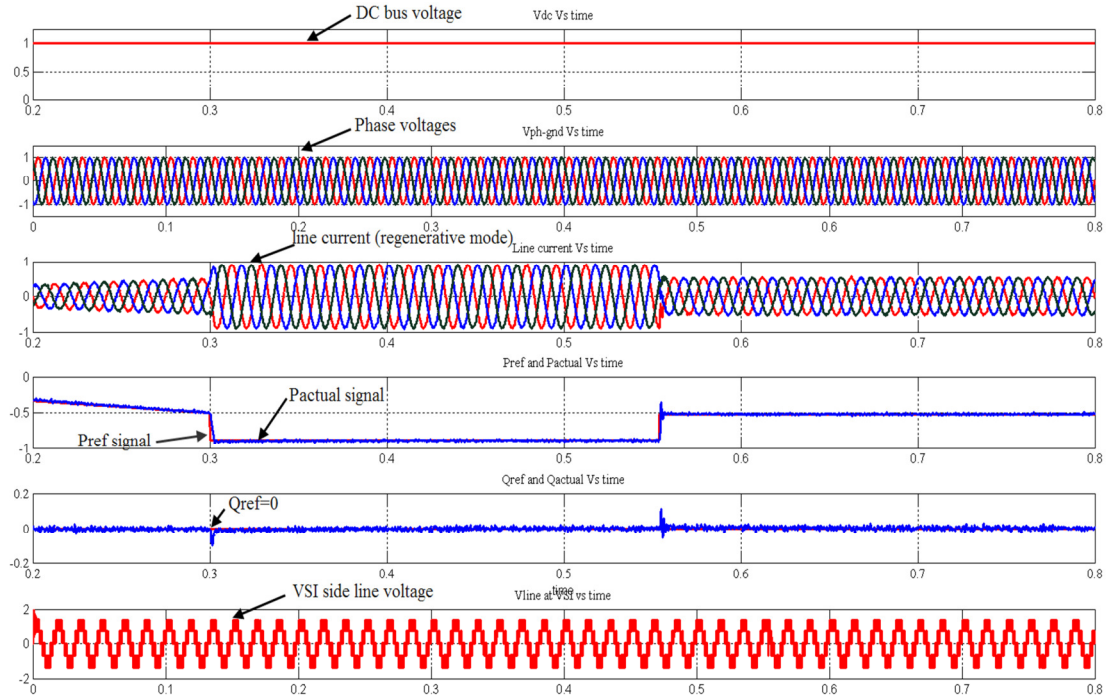 DC bus voltage
Vdc Vs time
1
0.5
0
0.2 0.3 0.4 0.5 0.6 0.7 0.8
Phase voltages
Vph-gnd Vs time
1
0
-1
0 0.1 0.2 0.3 0.4 0.5 0.6 0.7 0.8
line current (regenerative mode)
Line current Vs time
1
0
-1
0.2 0.3 0.4 0.5 0.6 0.7 0.8
Pref and Pactual Vs time
0
Pactual signal
-0.5
Pref signal
-1
0.2 0.3 0.4 0.5 0.6 0.7 0.8
Qref and Qactual Vs time
0.2
Qref=0
0
-0.2
0.2 0.3 0.4 0.5 0.6 0.7 0.8
time
VSI side line voltage
Vline at VSI vs time
2
0
-2
0 0.1 0.2 0.3 0.4 0.5 0.6 0.7 0.8